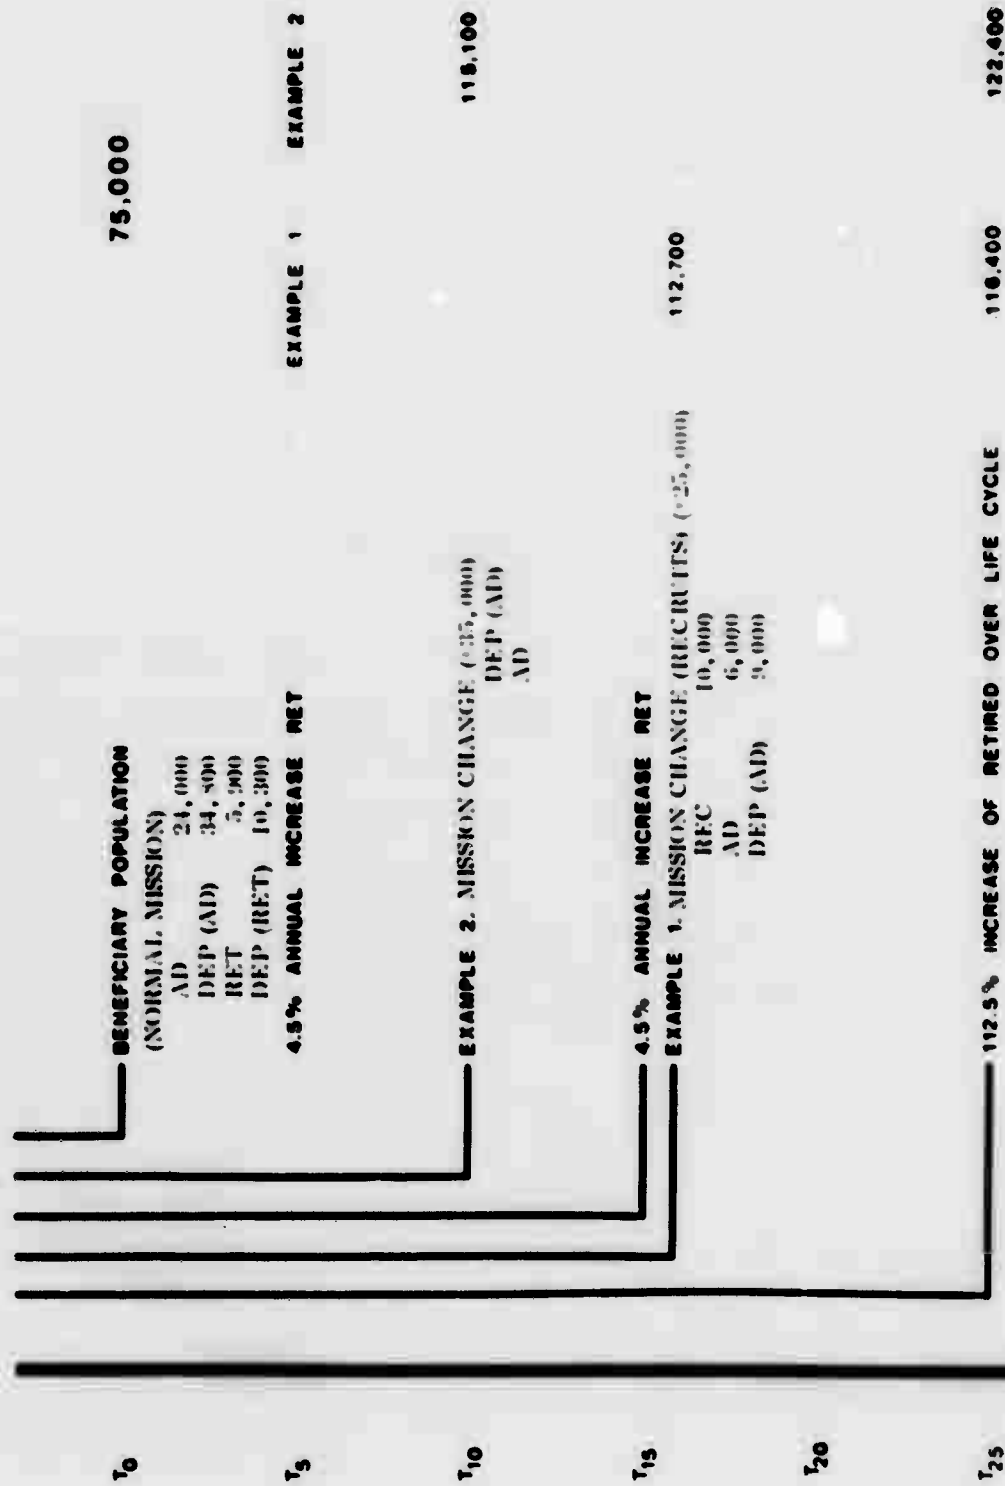 T0 BENEFICIARY POPULATION 75,000
(NORMAL MISSION)
AD 24,000
DEP (AD) 34,800
RET 5,900
DEP (RET) 10,300
T5 4.5% ANNUAL INCREASE RET EXAMPLE 1 EXAMPLE 2
T10 EXAMPLE 2. MISSION CHANGE (+35,000) 118,100
DEP (AD)
AD
T15 4.5% ANNUAL INCREASE RET
EXAMPLE 1. MISSION CHANGE (RECRUITS) (+25,000) 112,700
REC 10,000
AD 6,000
DEP (AD) 9,000
T20
T25 112.5% INCREASE OF RETIRED OVER LIFE CYCLE 116,400 122,400